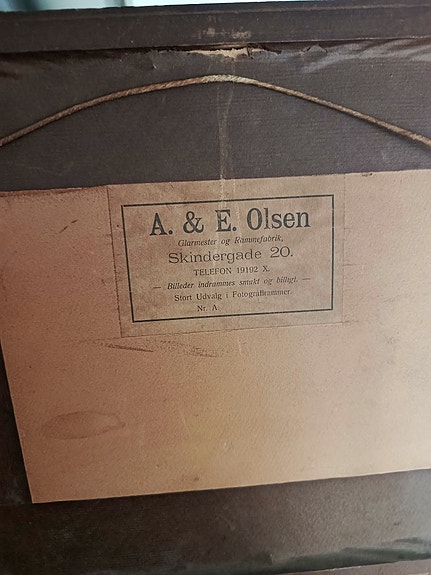 A. & E. Olsen
Glarmester og Rammefabrik,
Skindergade 20.
TELEFON 19192 X.
— Billeder indrammes smukt og billigt. —
Stort Udvalg i Fotografirammer.
Nr. A.